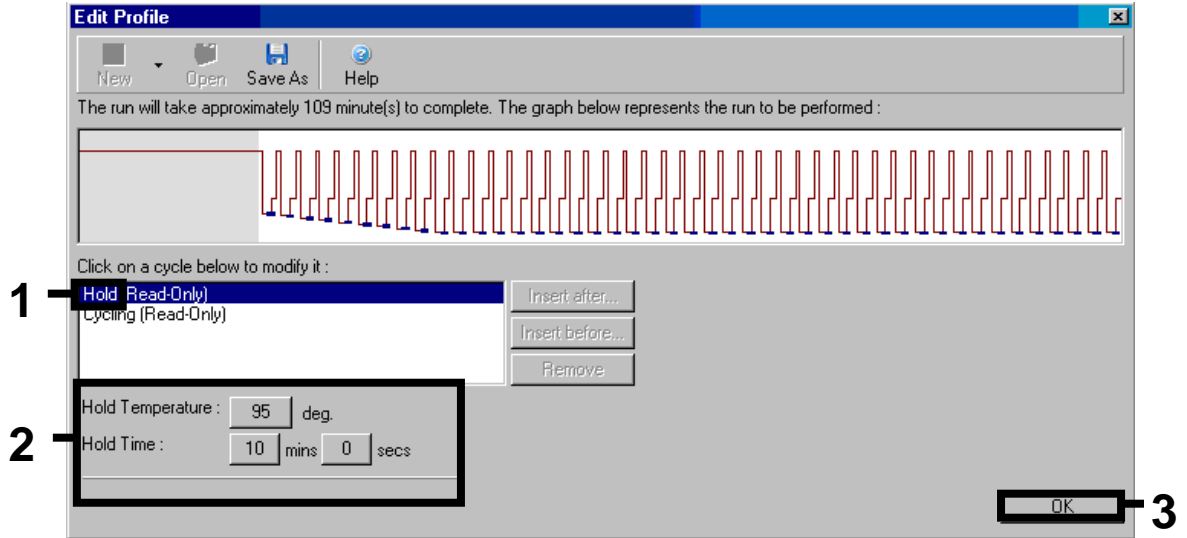 Edit Profile
New Open Save As Help
The run will take approximately 109 minute(s) to complete. The graph below represents the run to be performed :
Click on a cycle below to modify it :
1
Hold (Read-Only)
Insert after...
Cycling (Read-Only)
Insert before...
Remove
2
Hold Temperature : 95 deg.
Hold Time : 10 mins 0 secs
OK
3